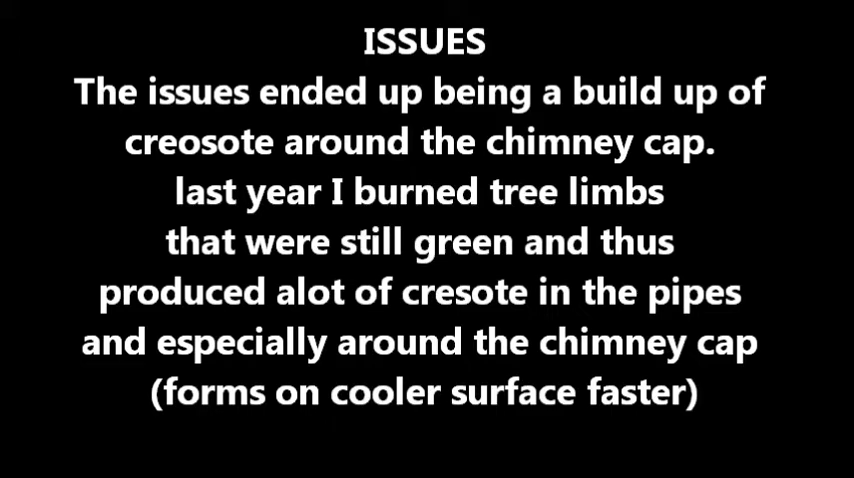 ISSUES
The issues ended up being a build up of
creosote around the chimney cap.
last year I burned tree limbs
that were still green and thus
produced alot of cresote in the pipes
and especially around the chimney cap
(forms on cooler surface faster)